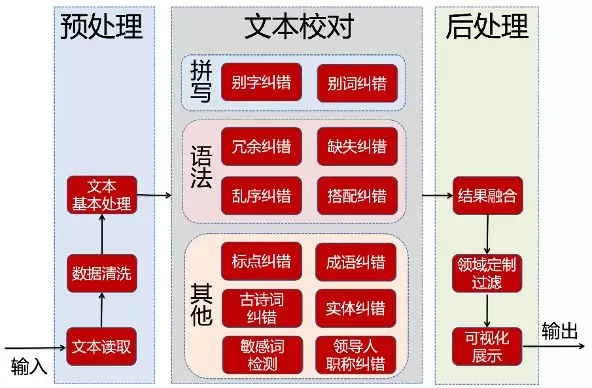 预处理
文本校对
后处理
拼写
别字纠错
别词纠错
语法
冗余纠错
缺失纠错
乱序纠错
搭配纠错
其他
标点纠错
成语纠错
古诗词
纠错
实体纠错
敏感词
检测
领导人
职称纠错
文本
基本处理
数据清洗
文本读取
输入
结果融合
领域定制
过滤
可视化
展示
输出